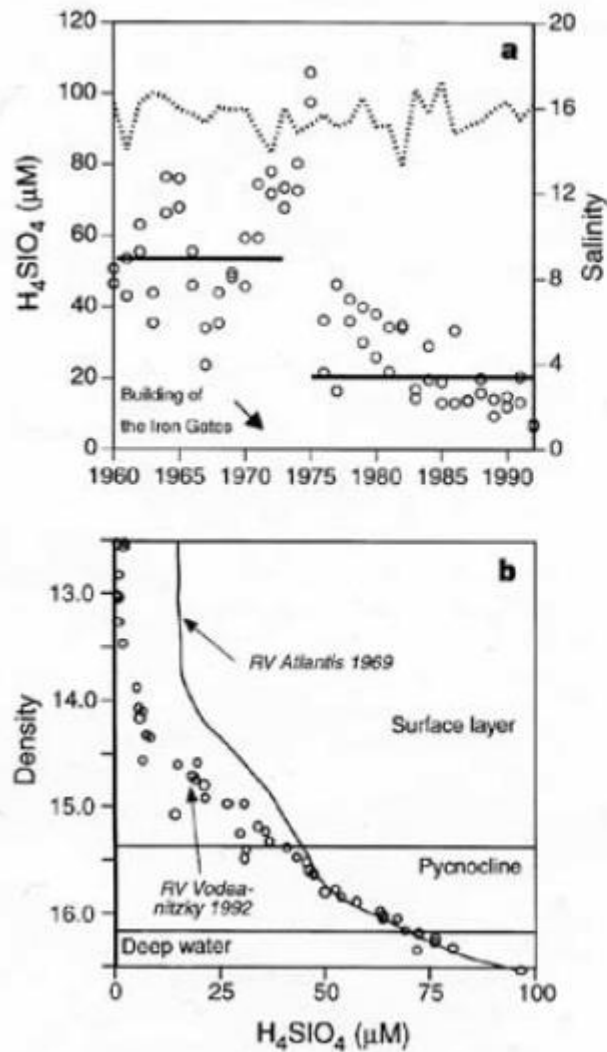 a
120
100
80
60
40
20
0
H₄SIO₄ (μM)
20
16
12
8
4
0
Salinity
Building of
the Iron Gates
1960 1965 1970 1975 1980 1985 1990
b
13.0
14.0
15.0
16.0
Density
RV Atlantis 1969
Surface layer
Pycnocline
RV Vodea-
nitzky 1992
Deep water
0 25 50 75 100
H₄SIO₄ (μM)